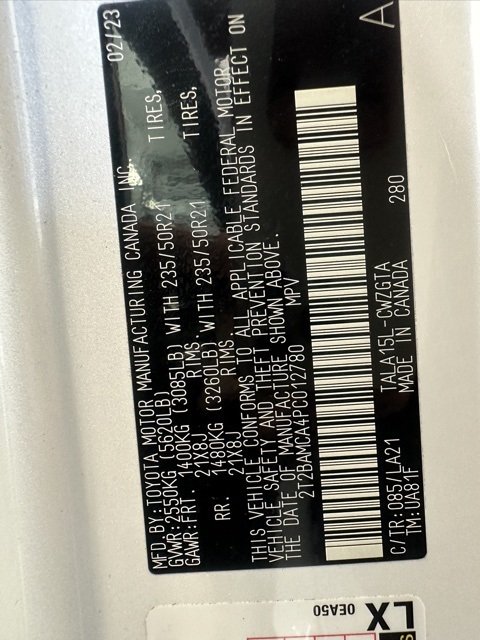 MFD. BY: TOYOTA MOTOR MANUFACTURING CANADA INC. 02/23
GVWR: 2550KG (5620LB)
GAWR: FRT. 1400KG (3085LB) WITH 235/50R21 TIRES,
21X8J RIMS
RR. 1480KG (3260LB) WITH 235/50R21 TIRES,
21X8J RIMS
THIS VEHICLE CONFORMS TO ALL APPLICABLE FEDERAL MOTOR
VEHICLE SAFETY AND THEFT PREVENTION STANDARDS IN EFFECT ON
THE DATE OF MANUFACTURE SHOWN ABOVE.
2T2BAMCA4PC012780 MPV
C/TR: 085/LA21 TALA15L-CWZGTA A
TM: UA81F MADE IN CANADA 280
LX
0EA50